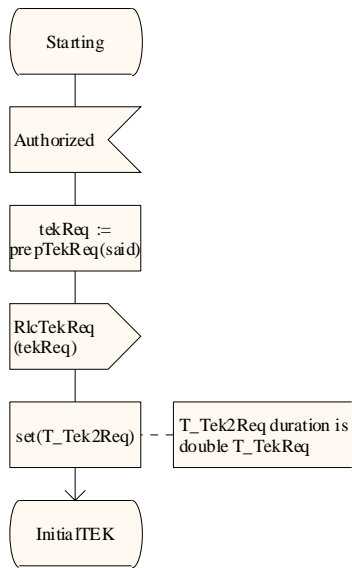 Starting
Authorized
tekReq :=
prepTekReq(said)
RlcTekReq
(tekReq)
set(T_Tek2Req)
T_Tek2Req duration is
double T_TekReq
InitialTEK